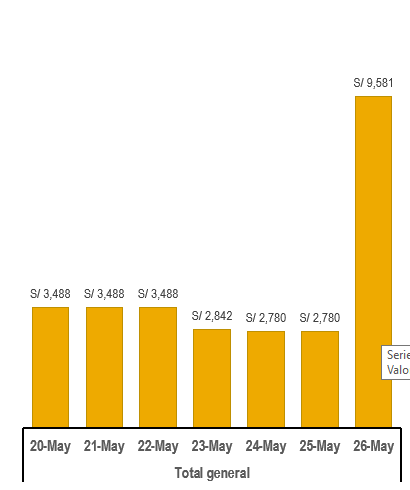 S/ 9,581
S/ 3,488 S/ 3,488 S/ 3,488
S/ 2,842 S/ 2,780 S/ 2,780
Serie
Valo
20-May 21-May 22-May 23-May 24-May 25-May 26-May
Total general